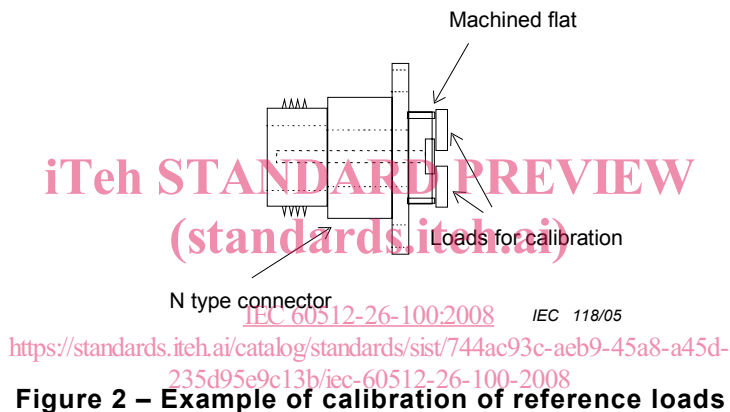 Machined flat
iTeh STANDARD PREVIEW
(standards.iteh.ai)
Loads for calibration
N type connector
IEC 60512-26-100:2008
IEC 118/05
https://standards.iteh.ai/catalog/standards/sist/744ac93c-aeb9-45a8-a45d-
235d95e9c13b/iec-60512-26-100-2008
Figure 2 – Example of calibration of reference loads